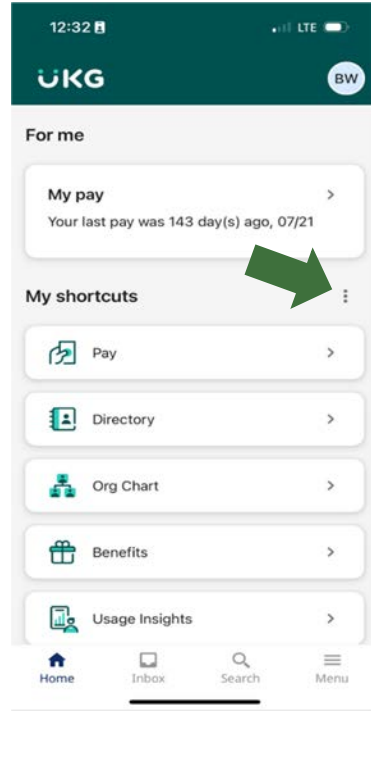 12:32
LTE
UKG
BW
For me
My pay
Your last pay was 143 day(s) ago, 07/21
My shortcuts
Pay
Directory
Org Chart
Benefits
Usage Insights
Home Inbox Search Menu